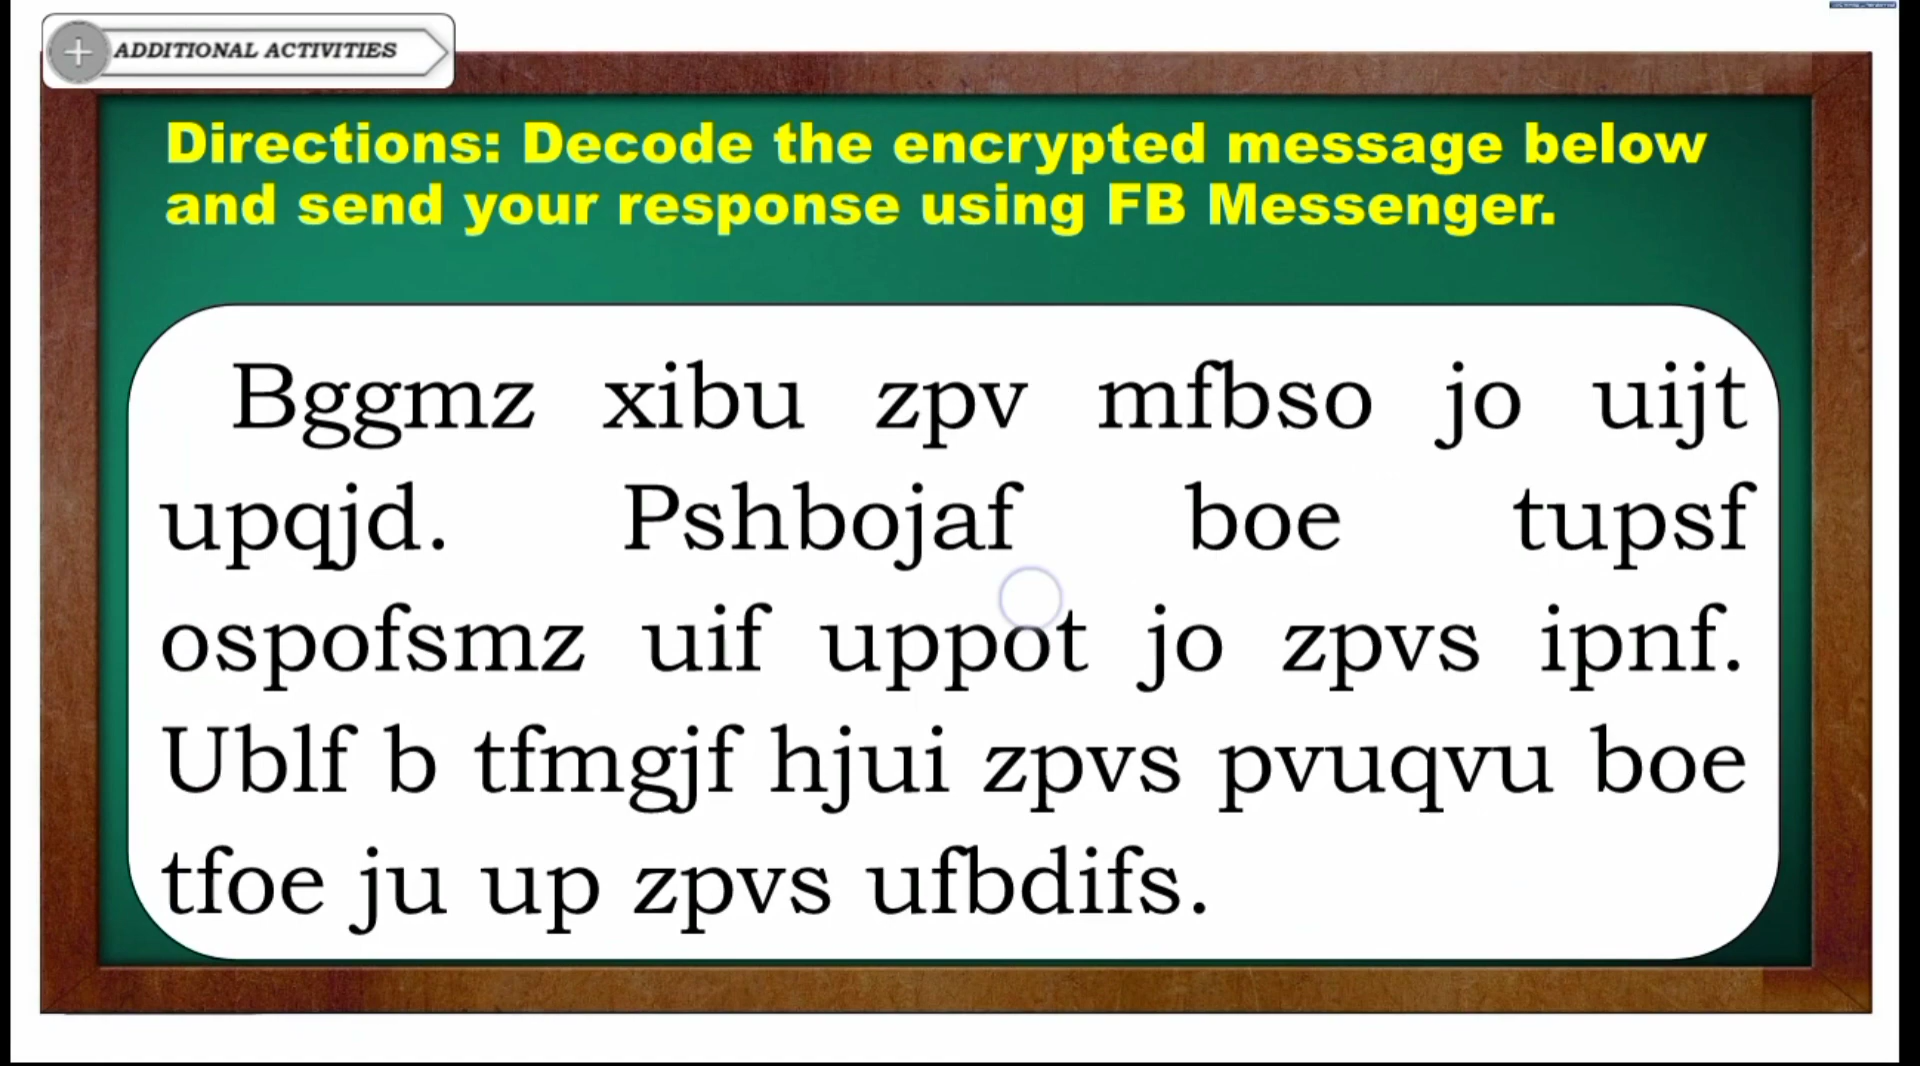 ADDITIONAL ACTIVITIES
Directions: Decode the encrypted message below
and send your response using FB Messenger.
Bggmz xibu zpv mfbso jo uijt
upqjd. Pshbojaf boe tupsf
ospofsmz uif uppot jo zpvs ipnf.
Ublf b tfmgjf hjui zpvs pvuqvu boe
tfoe ju up zpvs ufbdifs.